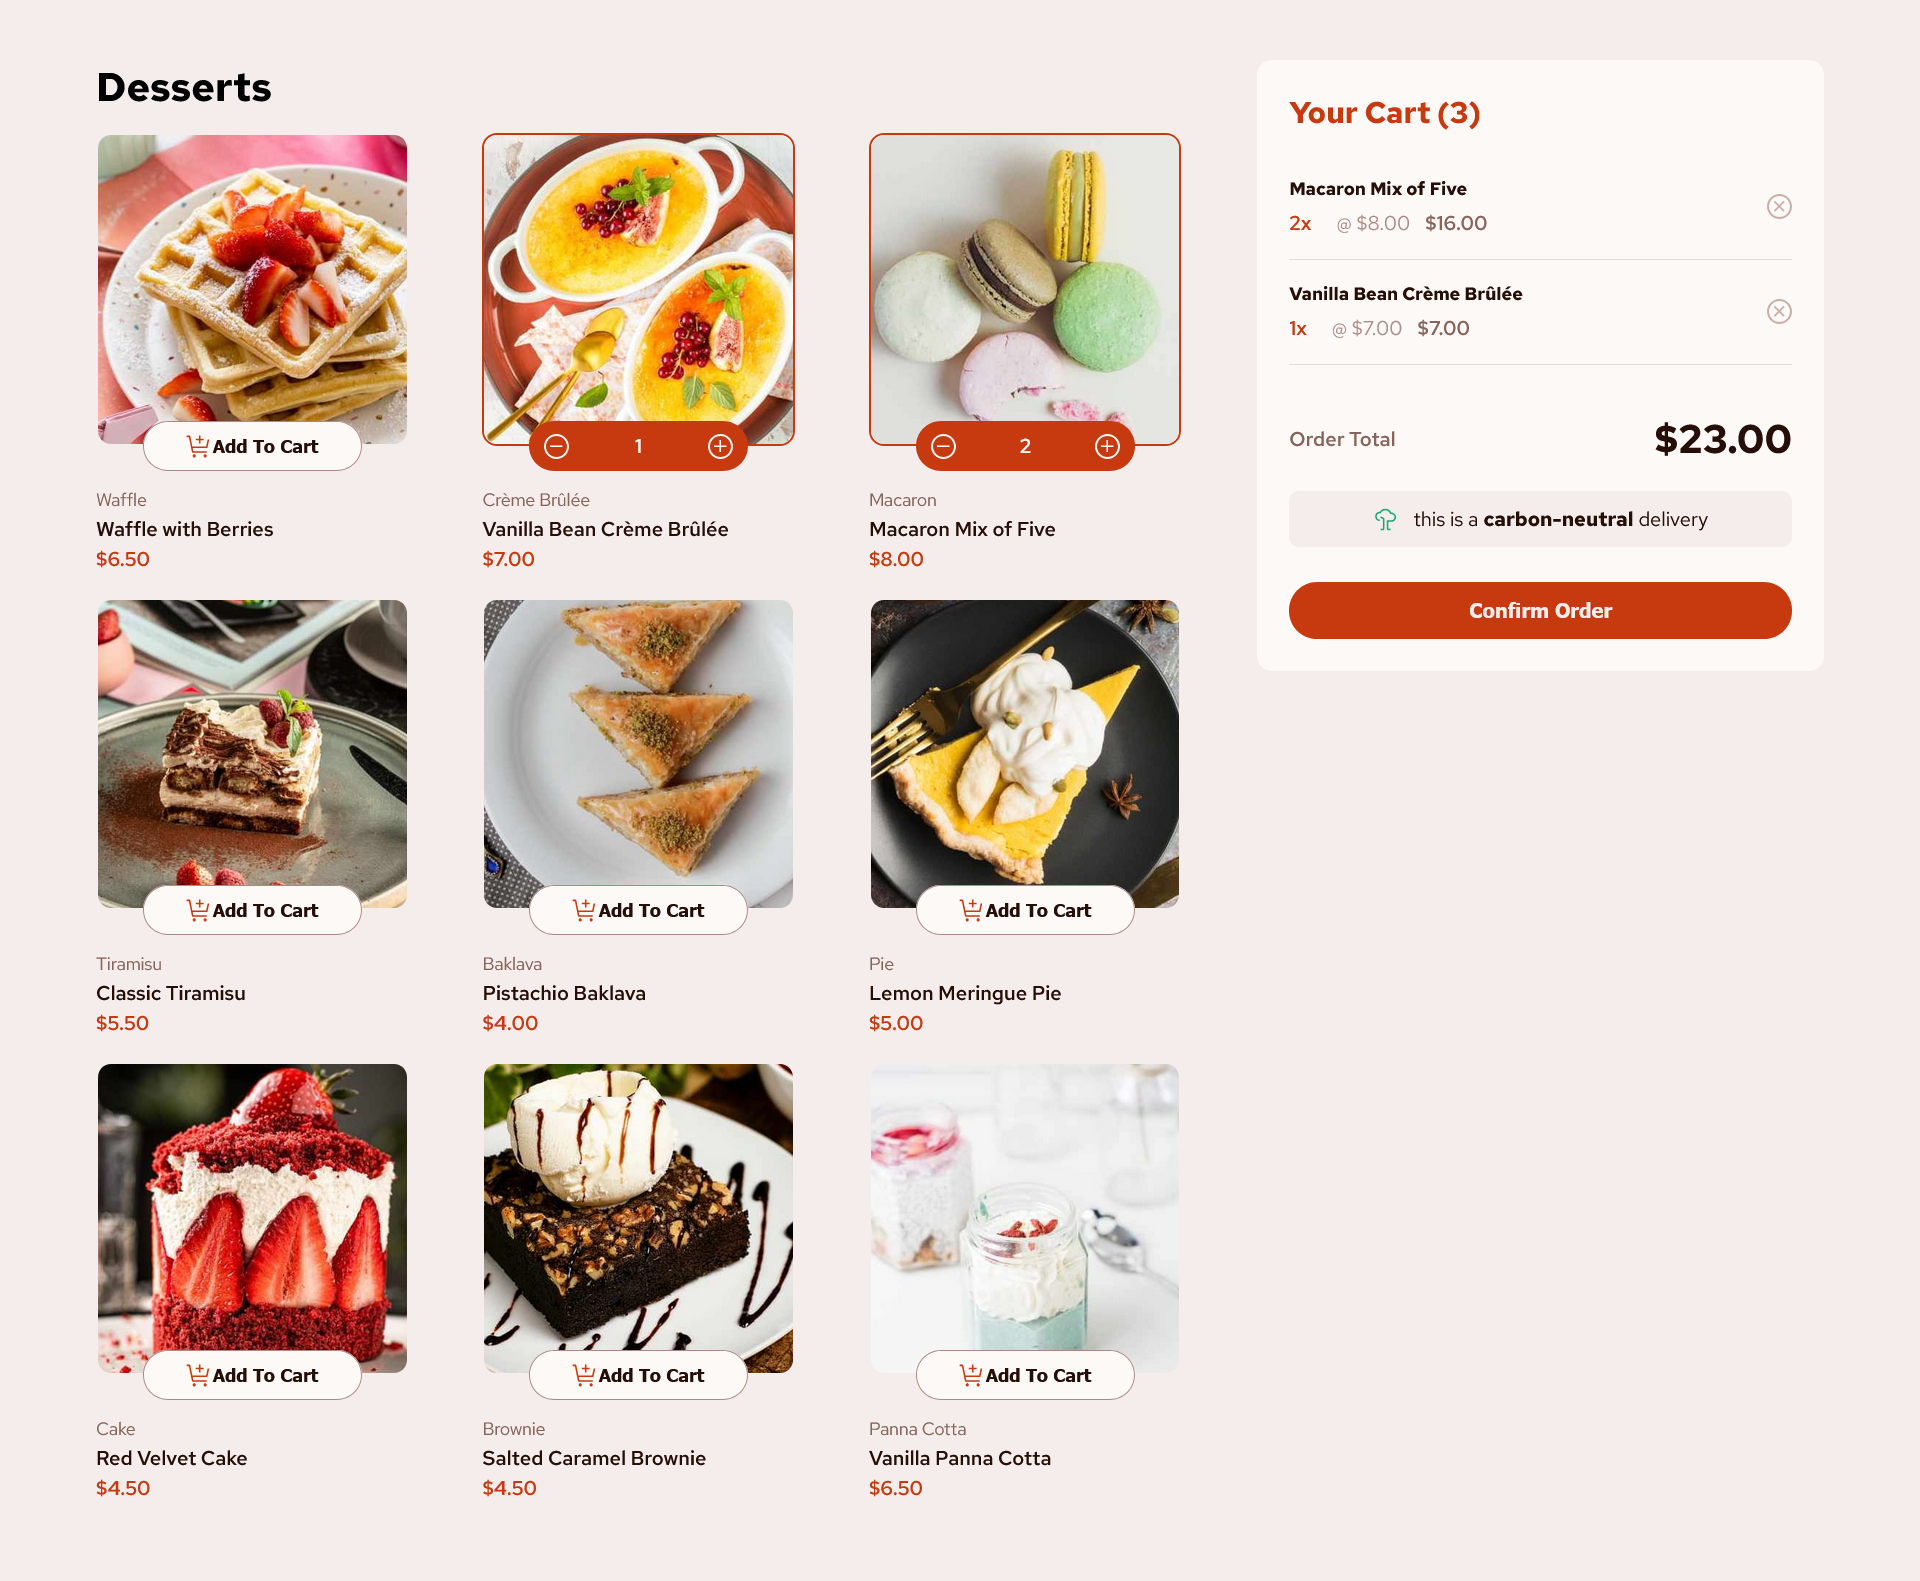 Desserts
Add To Cart
Waffle
Waffle with Berries
$6.50
1
Crème Brûlée
Vanilla Bean Crème Brûlée
$7.00
2
Macaron
Macaron Mix of Five
$8.00
Add To Cart
Tiramisu
Classic Tiramisu
$5.50
Add To Cart
Baklava
Pistachio Baklava
$4.00
Add To Cart
Pie
Lemon Meringue Pie
$5.00
Add To Cart
Cake
Red Velvet Cake
$4.50
Add To Cart
Brownie
Salted Caramel Brownie
$4.50
Add To Cart
Panna Cotta
Vanilla Panna Cotta
$6.50
Your Cart (3)
Macaron Mix of Five
2x @ $8.00 $16.00
Vanilla Bean Crème Brûlée
1x @ $7.00 $7.00
Order Total $23.00
this is a carbon-neutral delivery
Confirm Order